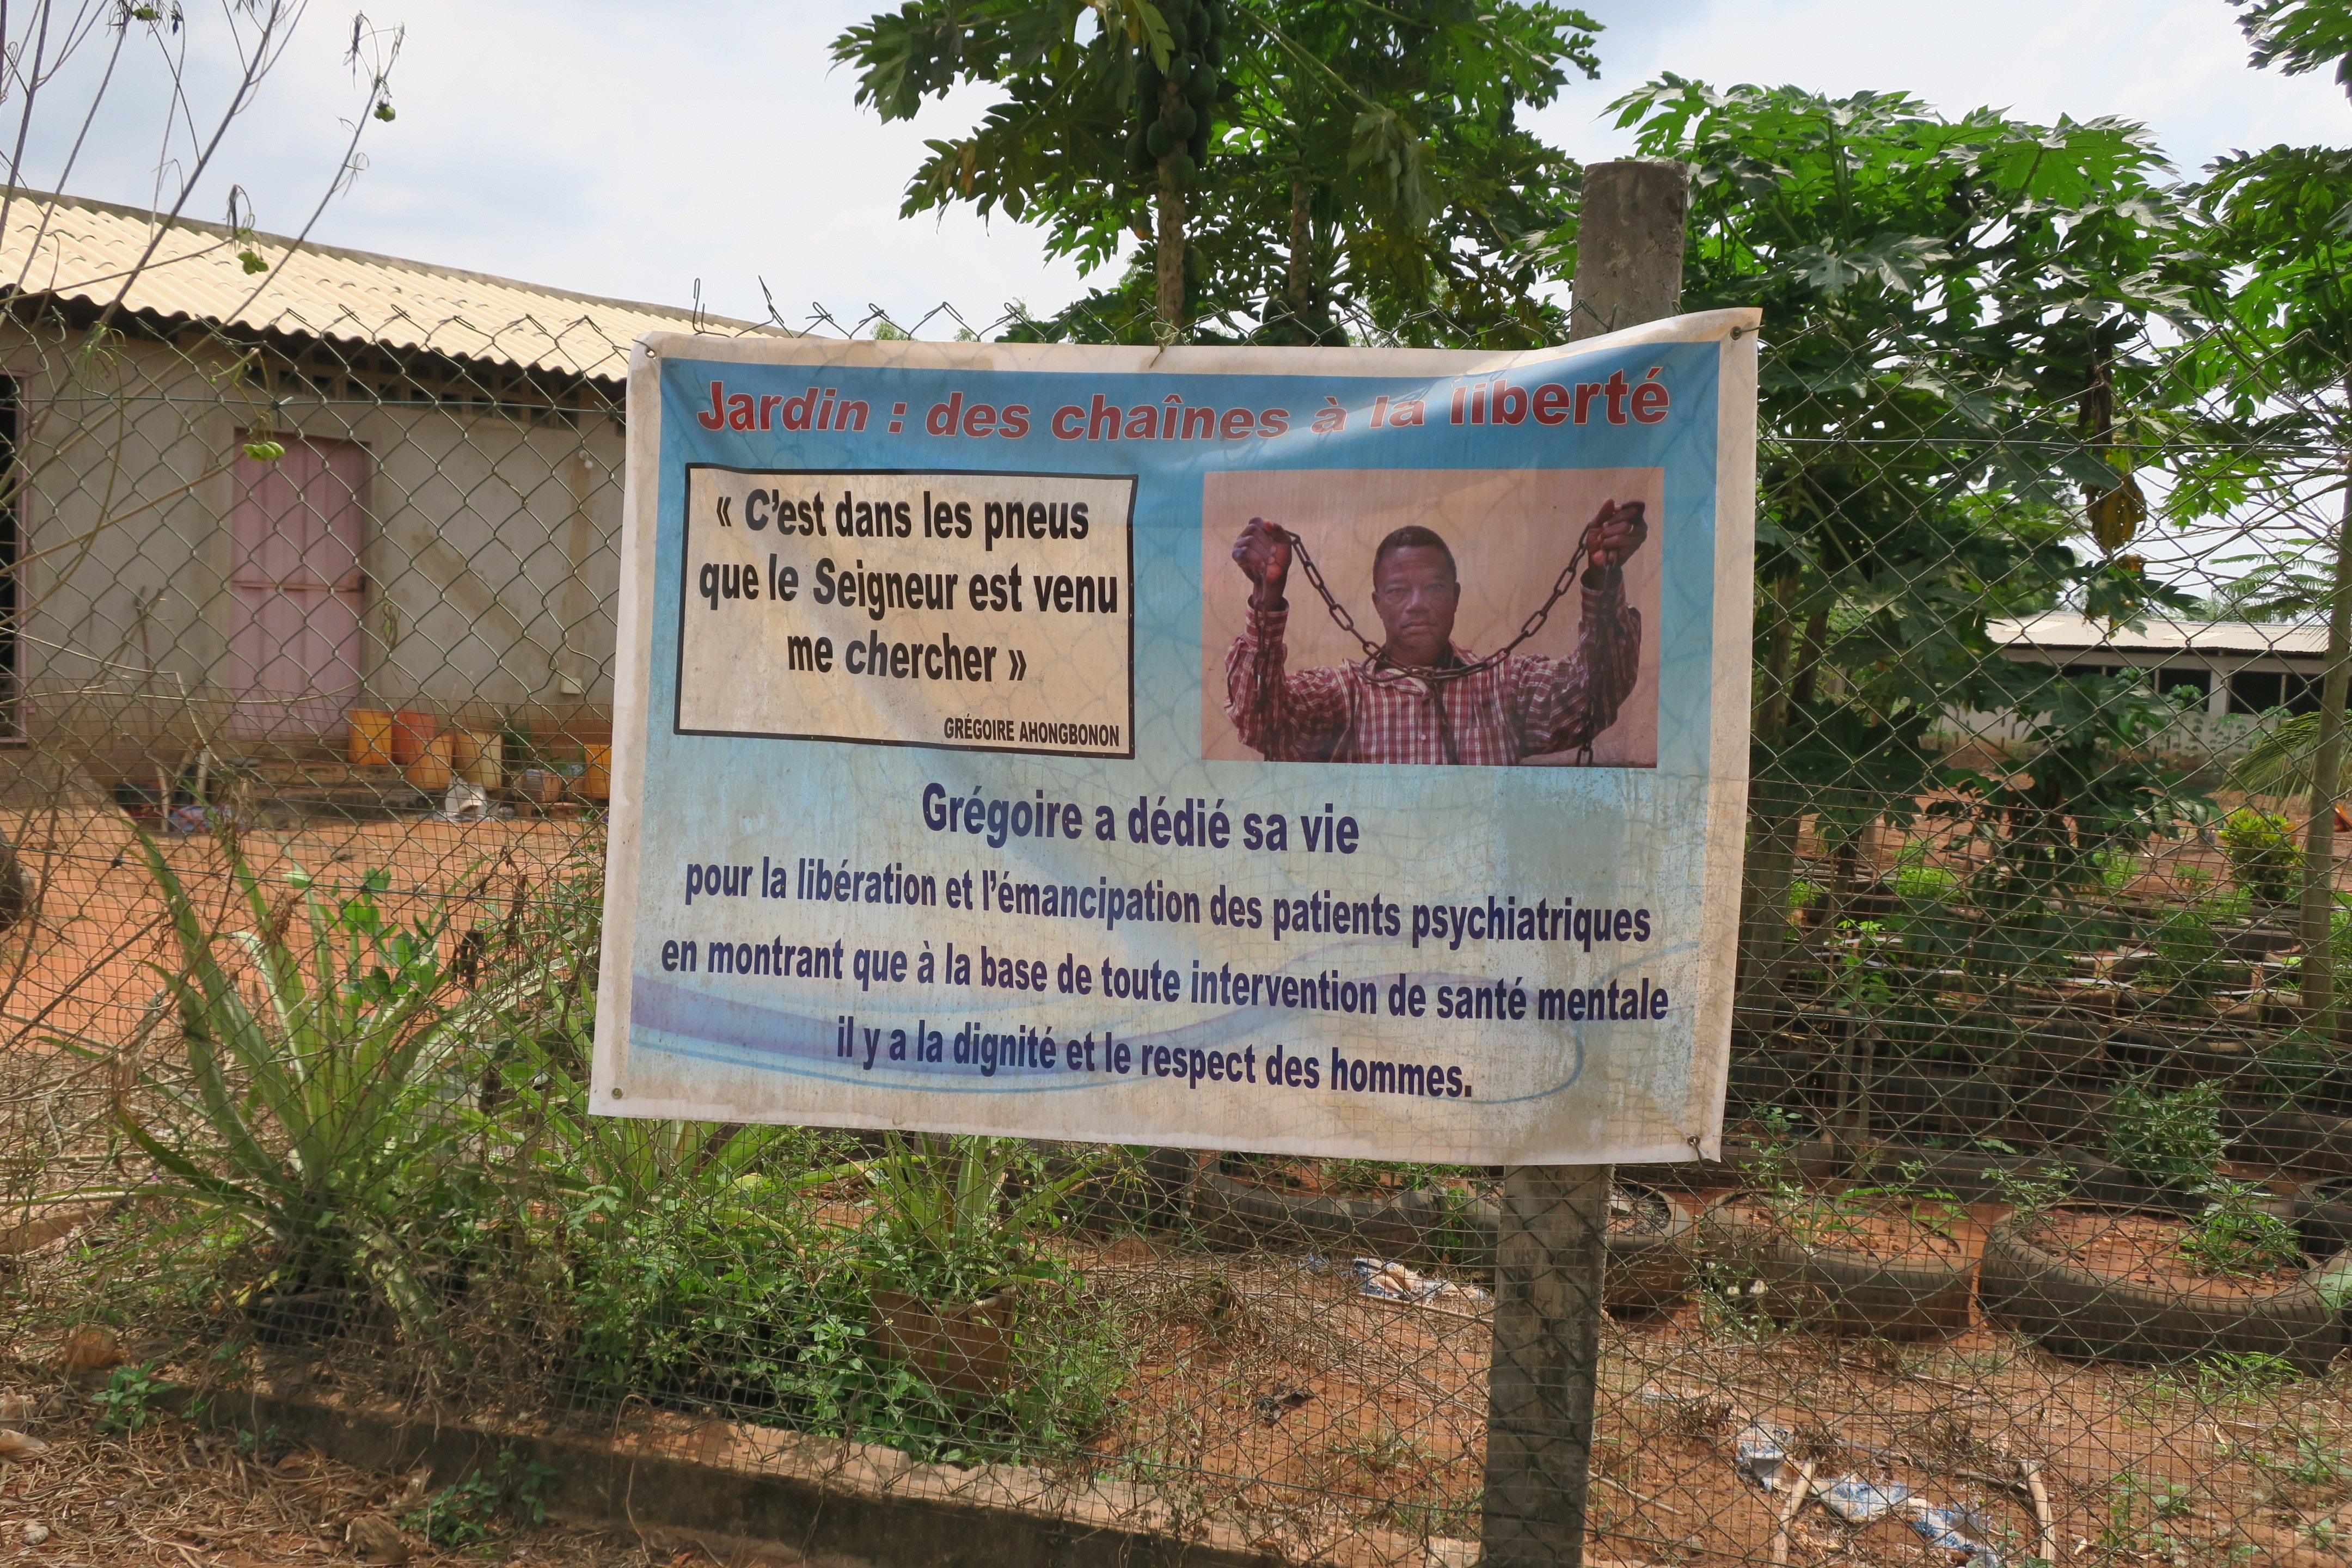 Jardin : des chaînes à la liberté
« C'est dans les pneus
que le Seigneur est venu
me chercher »
GRÉGOIRE AHONGBONON
Grégoire a dédié sa vie
pour la libération et l'émancipation des patients psychiatriques
en montrant que à la base de toute intervention de santé mentale
il y a la dignité et le respect des hommes.